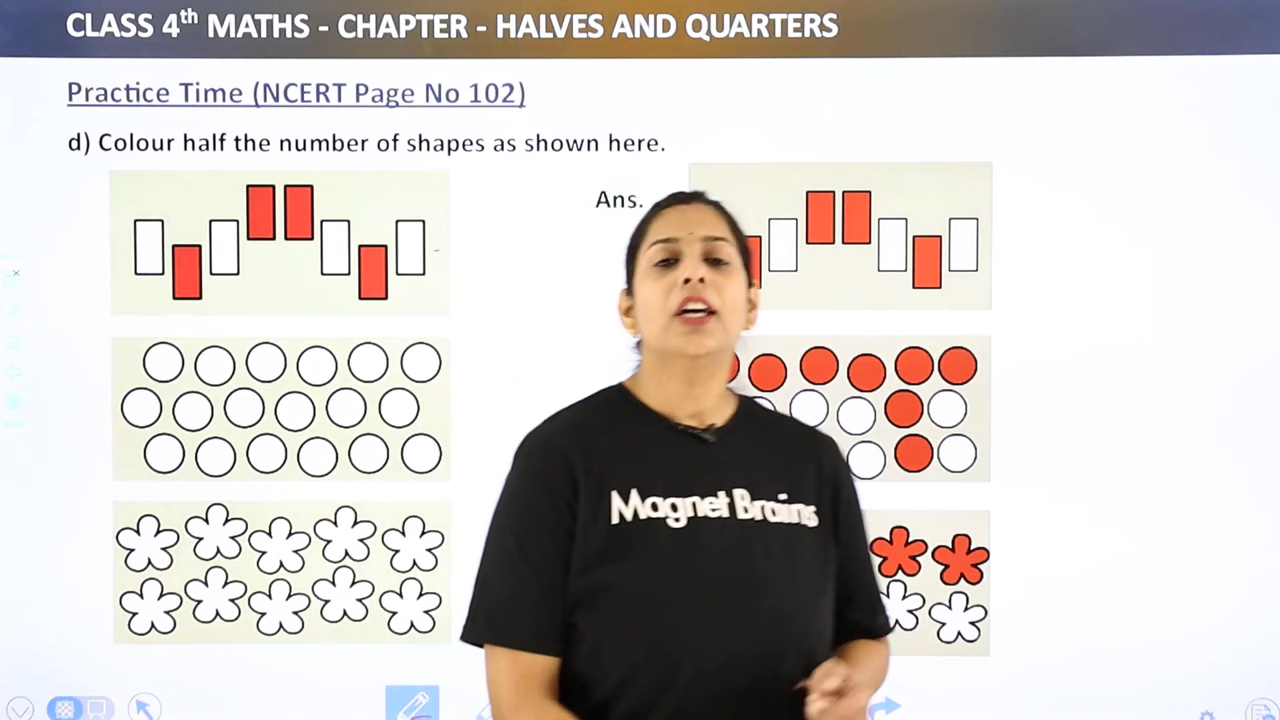 CLASS 4th MATHS - CHAPTER - HALVES AND QUARTERS
Practice Time (NCERT Page No 102)
d) Colour half the number of shapes as shown here.
Ans.
Magnet Brains